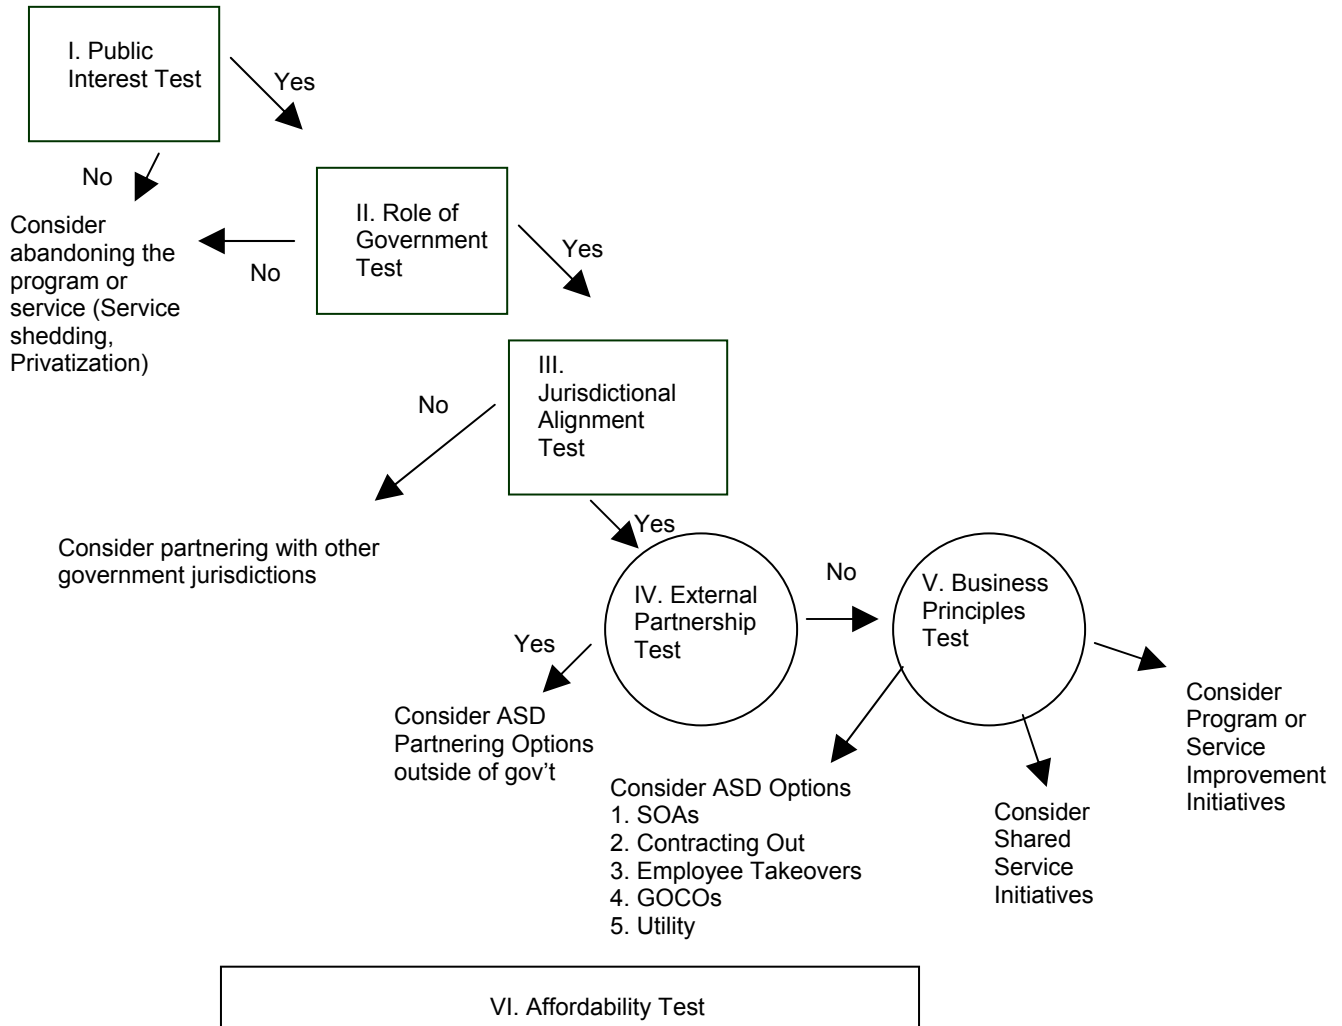 I. Public
Interest Test
Yes
No
Consider
abandoning the
program or
service (Service
shedding,
Privatization)
II. Role of
Government
Test
No
Yes
III.
Jurisdictional
Alignment
Test
No
Consider partnering with other
government jurisdictions
Yes
IV. External
Partnership
Test
Yes
Consider ASD
Partnering Options
outside of gov’t
No
V. Business
Principles
Test
Consider ASD Options
1. SOAs
2. Contracting Out
3. Employee Takeovers
4. GOCOs
5. Utility
Consider
Shared
Service
Initiatives
Consider
Program or
Service
Improvement
Initiatives
VI. Affordability Test